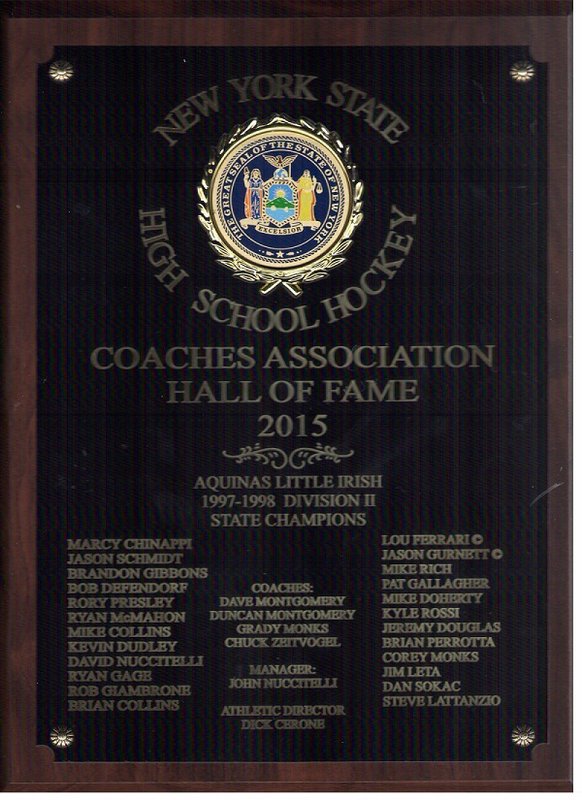 NEW YORK STATE
THE GREAT SEAL OF THE STATE OF NEW YORK
EXCELSIOR
HIGH SCHOOL HOCKEY
COACHES ASSOCIATION
HALL OF FAME
2015
AQUINAS LITTLE IRISH
1997-1998 DIVISION II
STATE CHAMPIONS
MARCY CHINAPPI
JASON SCHMIDT
BRANDON GIBBONS
BOB DEFENDORF
RORY PRESLEY
RYAN McMAHON
MIKE COLLINS
KEVIN DUDLEY
DAVID NUCCITELLI
RYAN GAGE
ROB GIAMBRONE
BRIAN COLLINS
COACHES:
DAVE MONTGOMERY
DUNCAN MONTGOMERY
GRADY MONKS
CHUCK ZEITVOGEL
MANAGER:
JOHN NUCCITELLI
ATHLETIC DIRECTOR
DICK CERONE
LOU FERRARI ©
JASON GURNETT ©
MIKE RICH
PAT GALLAGHER
MIKE DOHERTY
KYLE ROSSI
JEREMY DOUGLAS
BRIAN PERROTTA
COREY MONKS
JIM LETA
DAN SOKAC
STEVE LATTANZIO